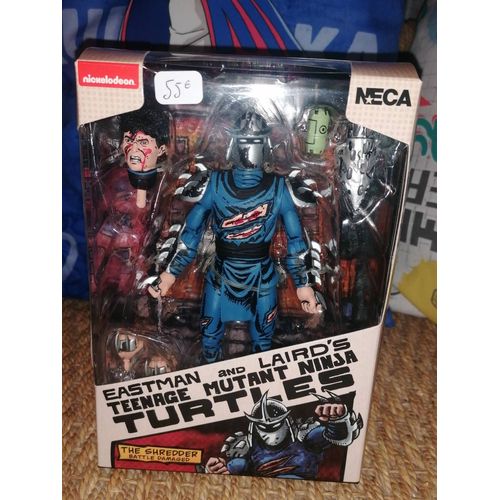 nickelodeon
55€
NECA
EASTMAN AND LAIRD'S
TEENAGE MUTANT NINJA
TURTLES
THE SHREDDER
BATTLE DAMAGED